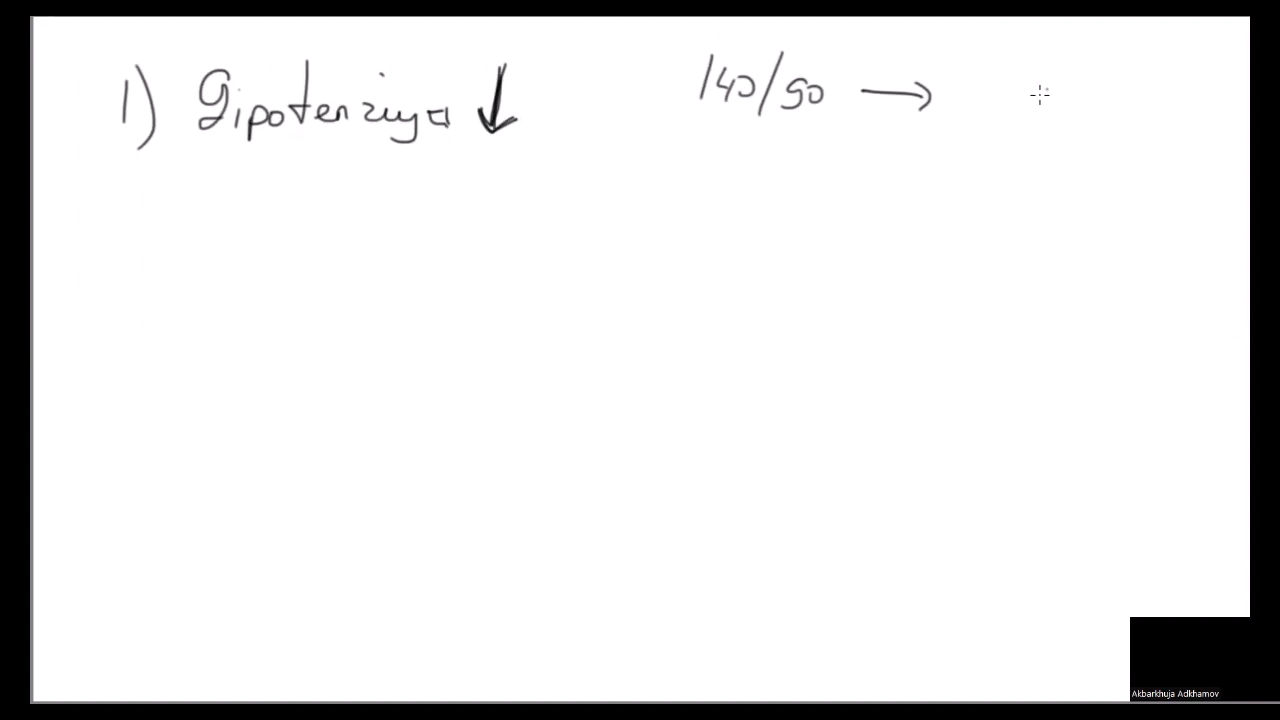 1) Gipotenziya ↓ 140/90 →
Akbarkhuja Adkhamov